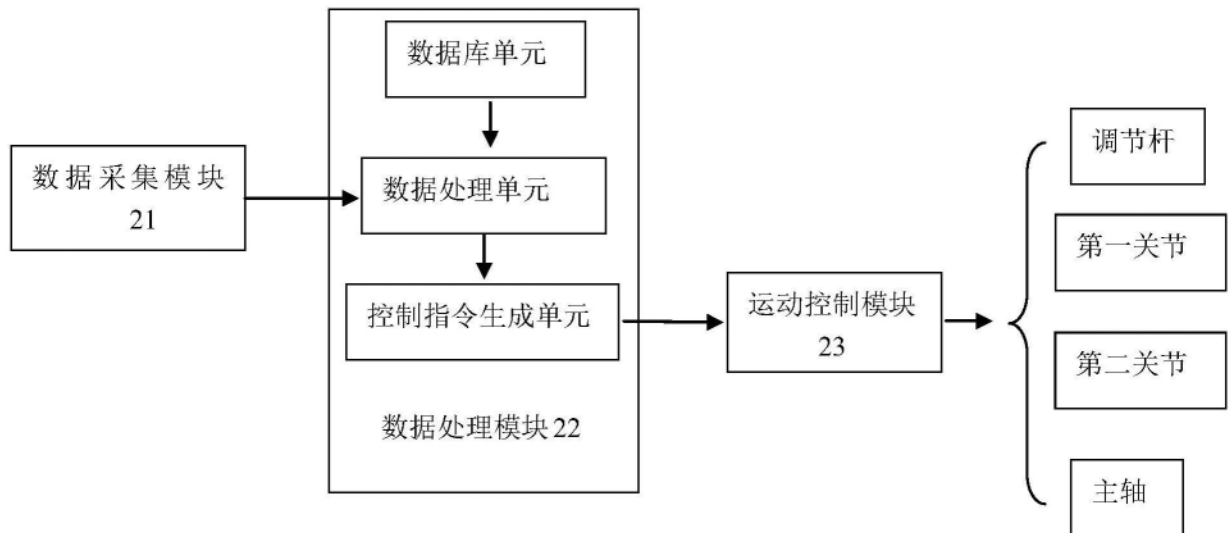 数据采集模块
21
数据库单元
数据处理单元
控制指令生成单元
数据处理模块22
运动控制模块
23
调节杆
第一关节
第二关节
主轴